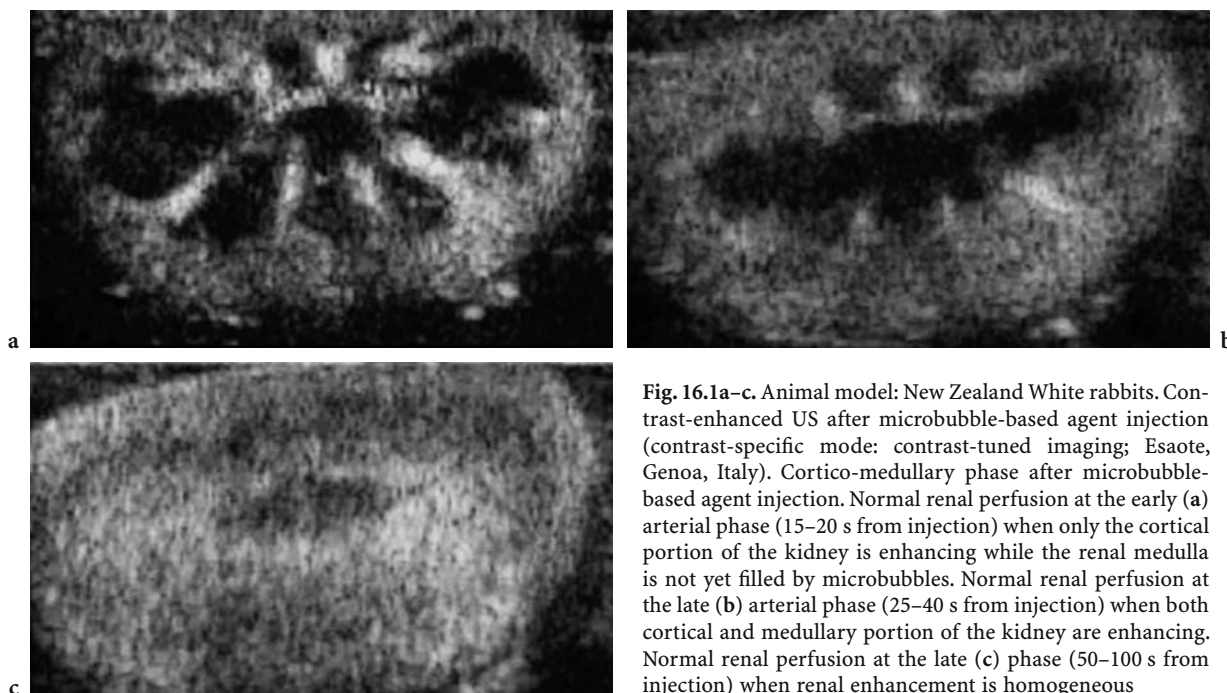 a
b
c
Fig. 16.1a–c. Animal model: New Zealand White rabbits. Con-
trast-enhanced US after microbubble-based agent injection
(contrast-specific mode: contrast-tuned imaging; Esaote,
Genoa, Italy). Cortico-medullary phase after microbubble-
based agent injection. Normal renal perfusion at the early (a)
arterial phase (15–20 s from injection) when only the cortical
portion of the kidney is enhancing while the renal medulla
is not yet filled by microbubbles. Normal renal perfusion at
the late (b) arterial phase (25–40 s from injection) when both
cortical and medullary portion of the kidney are enhancing.
Normal renal perfusion at the late (c) phase (50–100 s from
injection) when renal enhancement is homogeneous